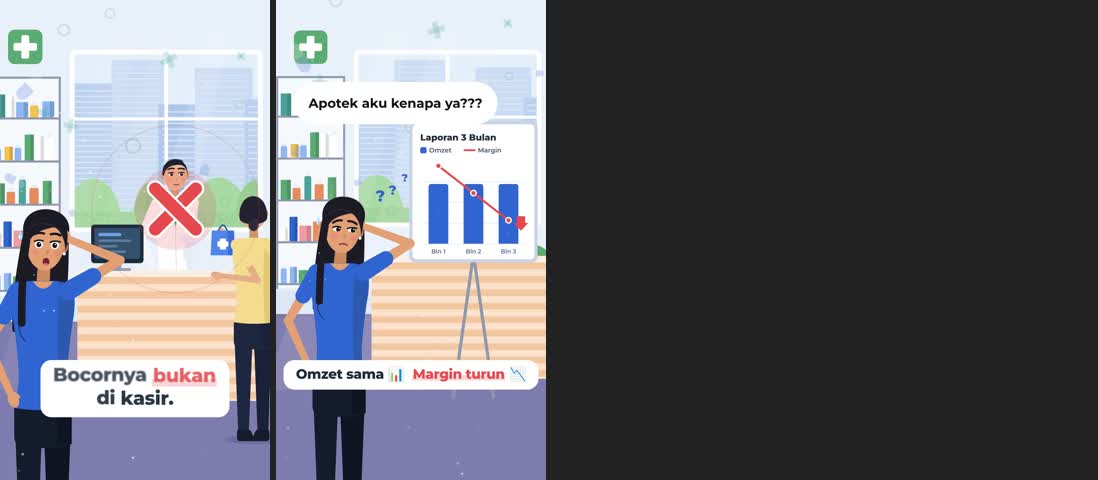 Bocornya bukan
di kasir.
Apotek aku kenapa ya???
Laporan 3 Bulan
Omzet Margin
? ? ?
Bln 1 Bln 2 Bln 3
Omzet sama 📊 Margin turun 📉